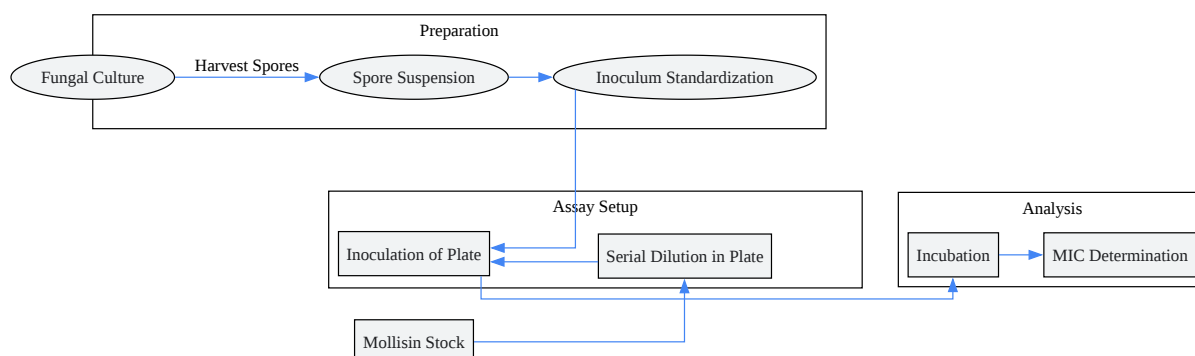 Preparation
Fungal Culture
Harvest Spores
Spore Suspension
Inoculum Standardization
Assay Setup
Inoculation of Plate
Serial Dilution in Plate
Analysis
Incubation
MIC Determination
Mollisin Stock